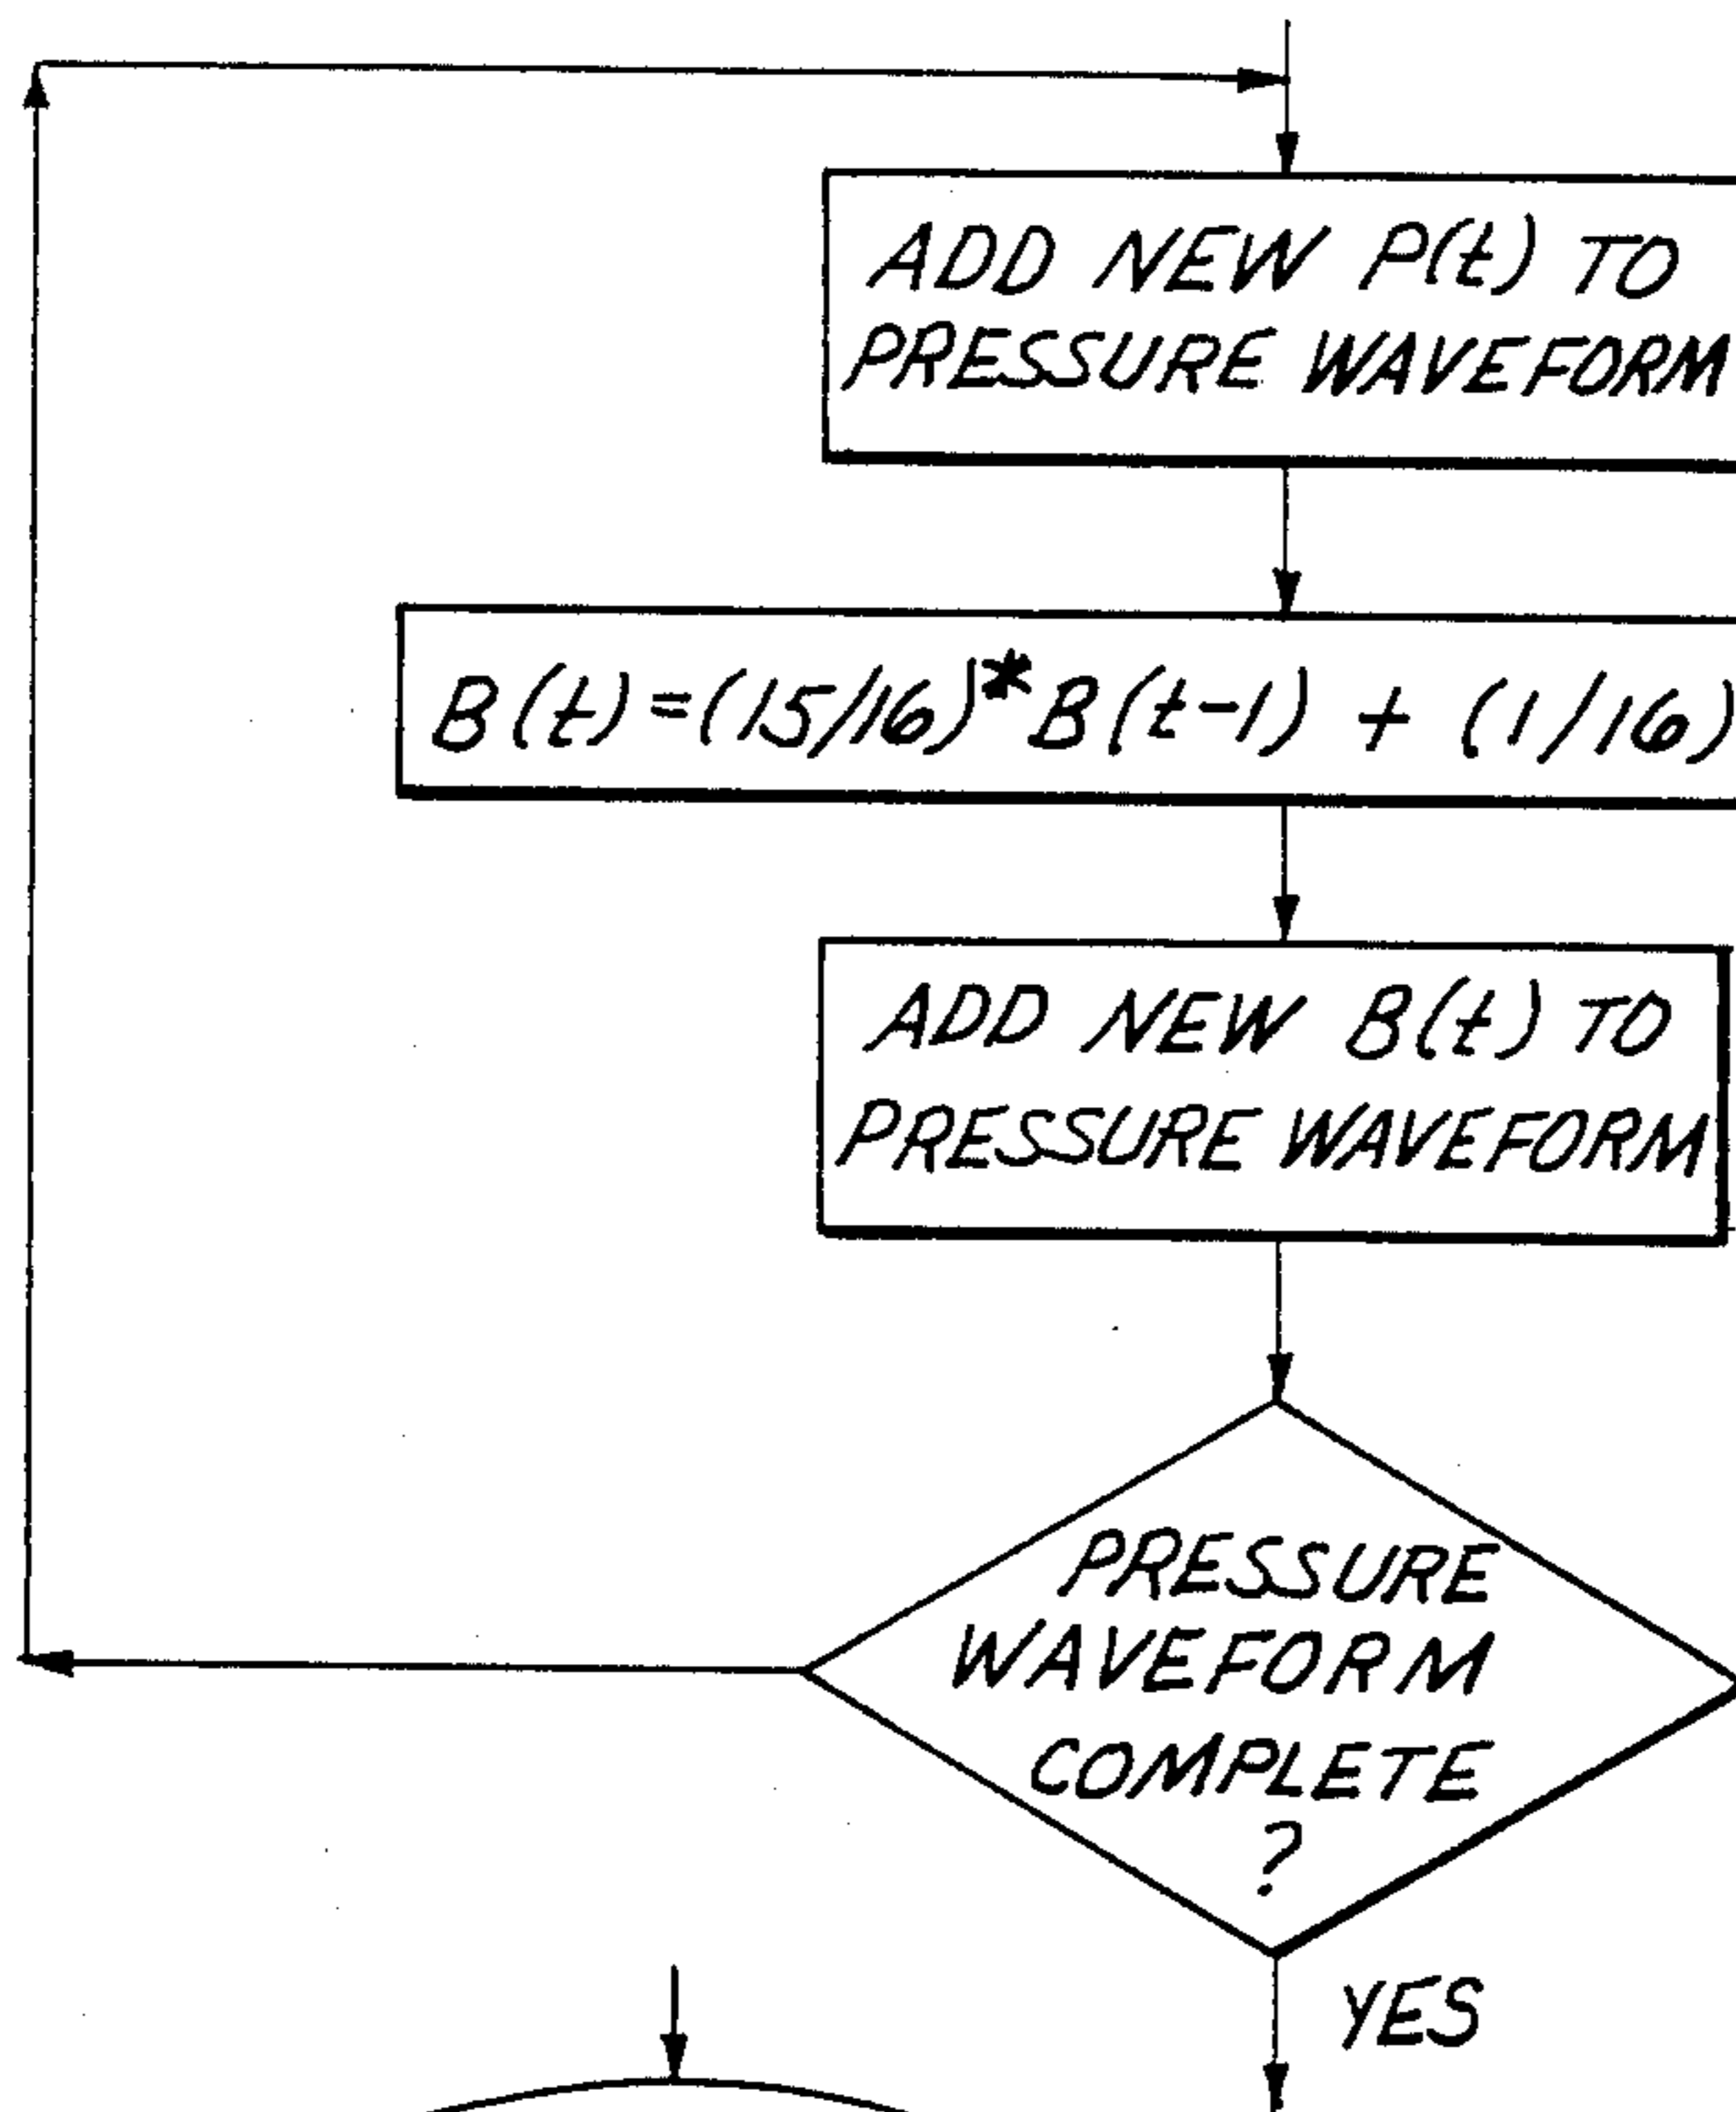 ADD NEW P(t) TO
PRESSURE WAVEFORM
B(t)=(15/16)*B(t-1) + (1/16)
ADD NEW B(t) TO
PRESSURE WAVEFORM
PRESSURE
WAVEFORM
COMPLETE
?
YES